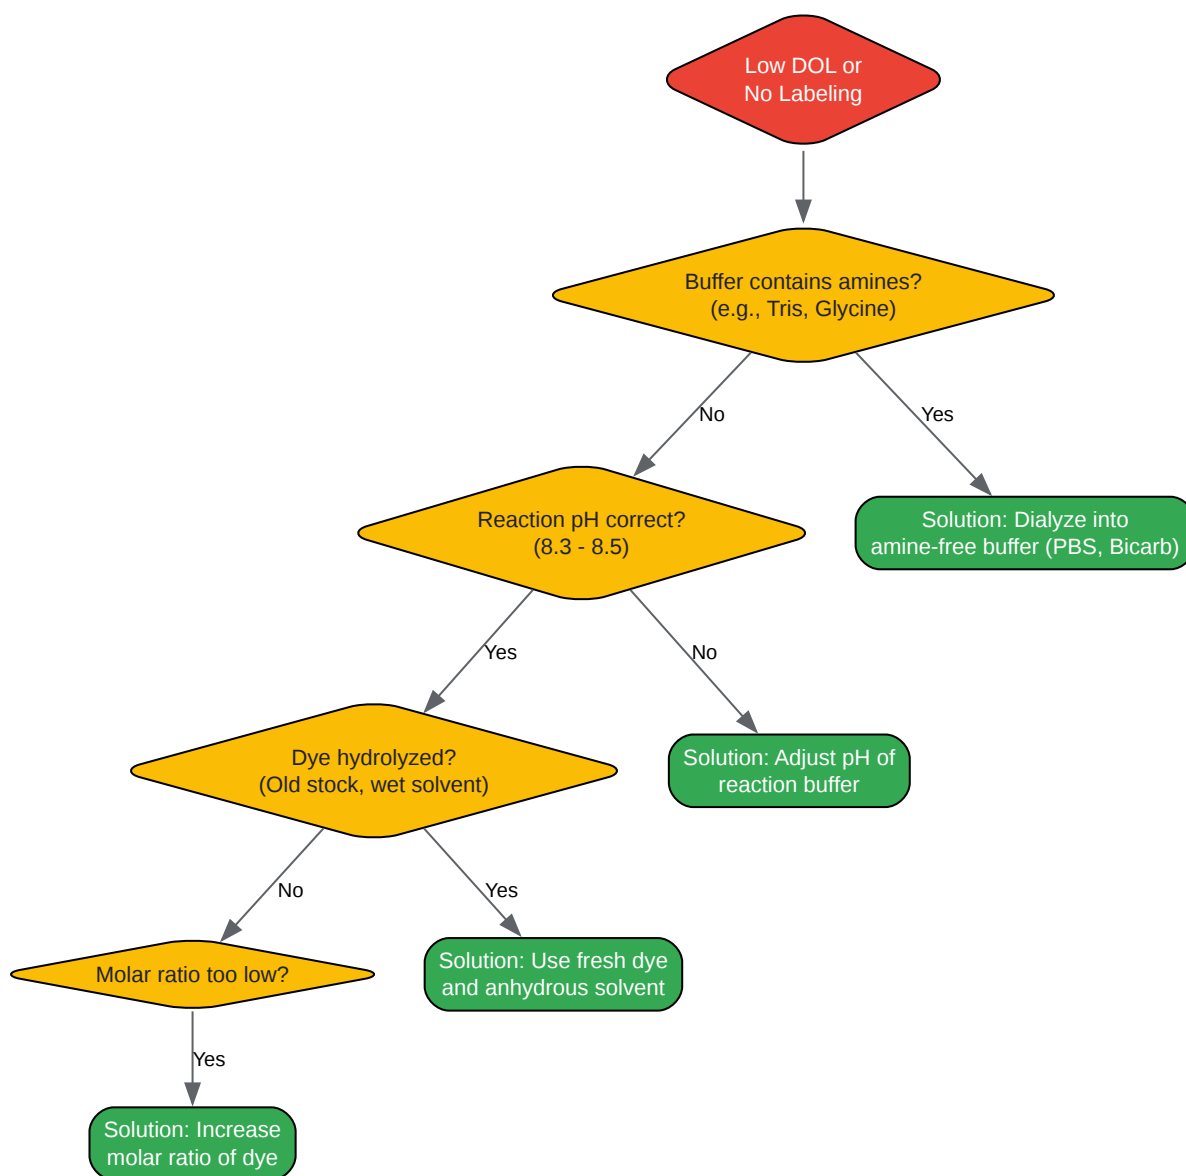 Low DOL or
No Labeling
Buffer contains amines?
(e.g., Tris, Glycine)
No
Yes
Reaction pH correct?
(8.3 - 8.5)
Solution: Dialyze into
amine-free buffer (PBS, Bicarb)
Yes
No
Dye hydrolyzed?
(Old stock, wet solvent)
Solution: Adjust pH of
reaction buffer
No
Yes
Molar ratio too low?
Solution: Use fresh dye
and anhydrous solvent
Yes
Solution: Increase
molar ratio of dye